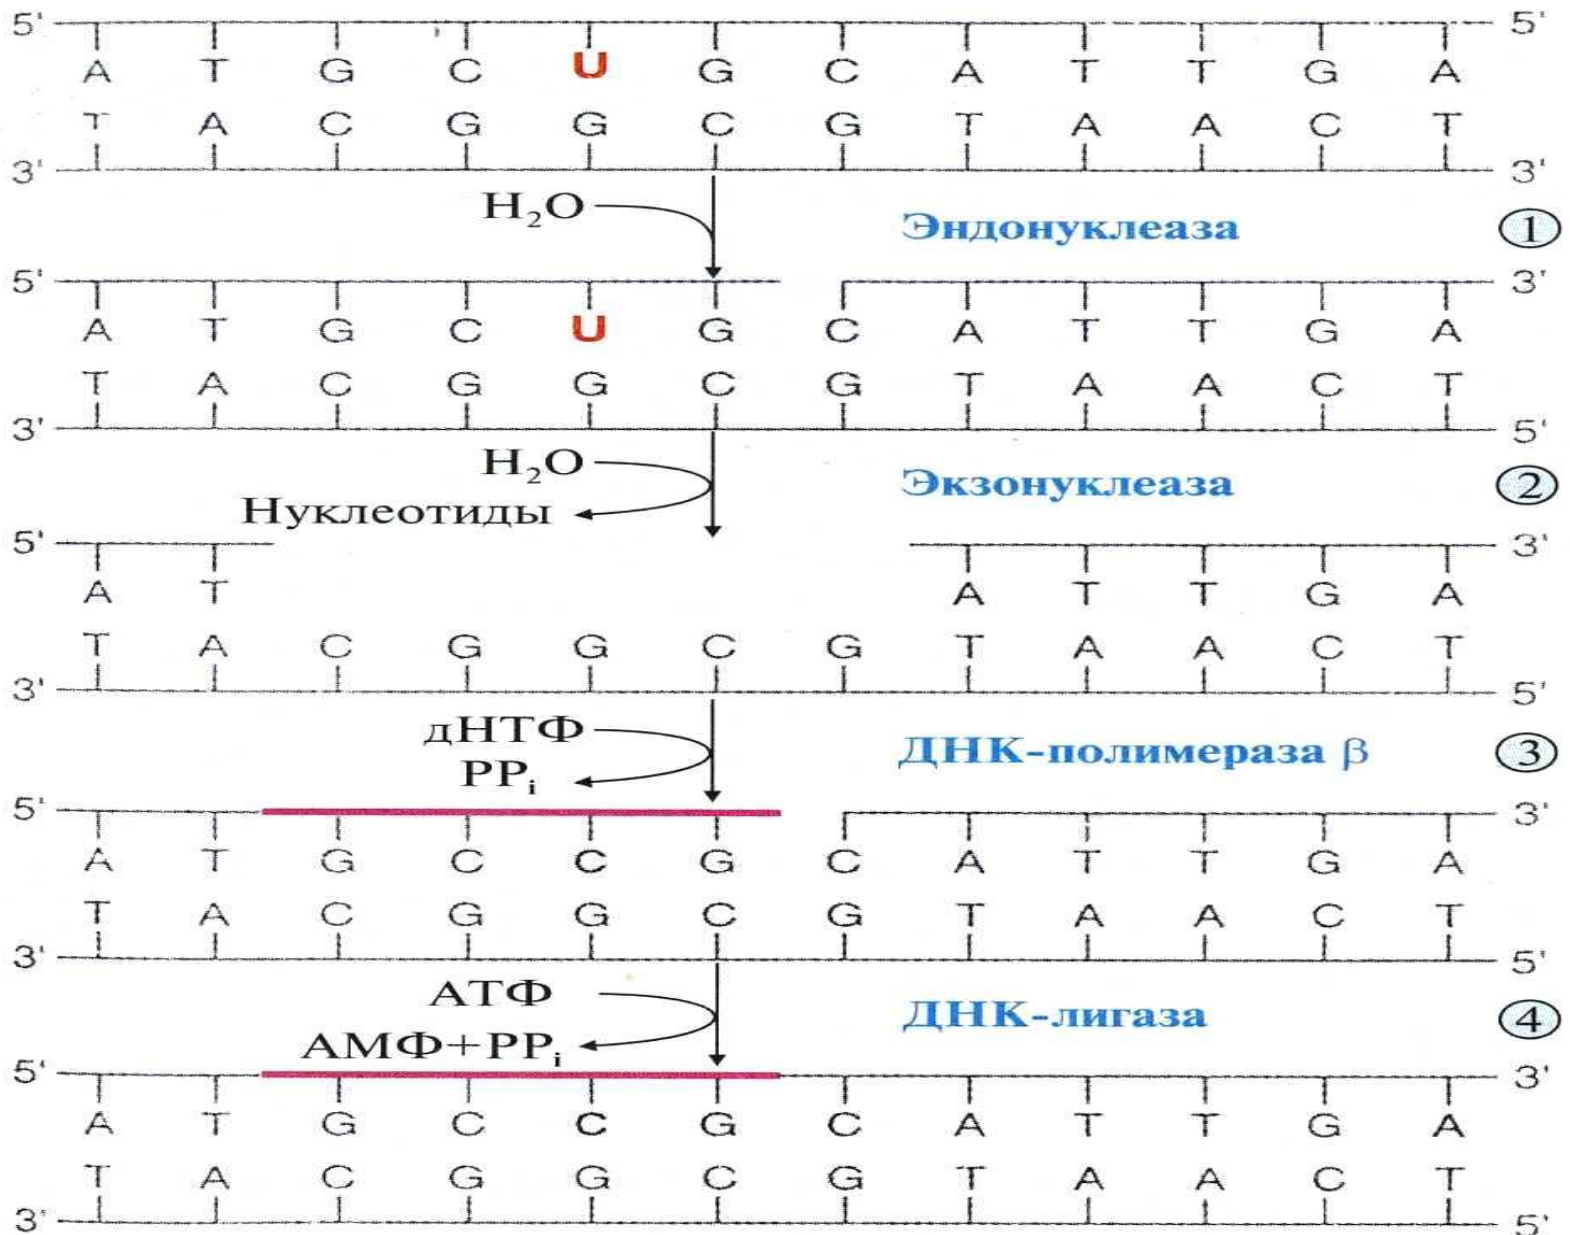 5' 5'
A T G C U G C A T T G A
T A C G G C G T A A C T
3' 3'
H₂O Эндонуклеаза 1
5' 3'
A T G C U G C A T T G A
T A C G G C G T A A C T
3' 5'
H₂O Экзонуклеаза 2
Нуклеотиды
5' 3'
A T A T T G A
T A C G G C G T A A C T
3' 5'
дНТФ ДНК-полимераза β 3
PPᵢ
5' 3'
A T G C C G C A T T G A
T A C G G C G T A A C T
3' 5'
АТФ ДНК-лигаза 4
АМФ+PPᵢ
5' 3'
A T G C C G C A T T G A
T A C G G C G T A A C T
3' 5'